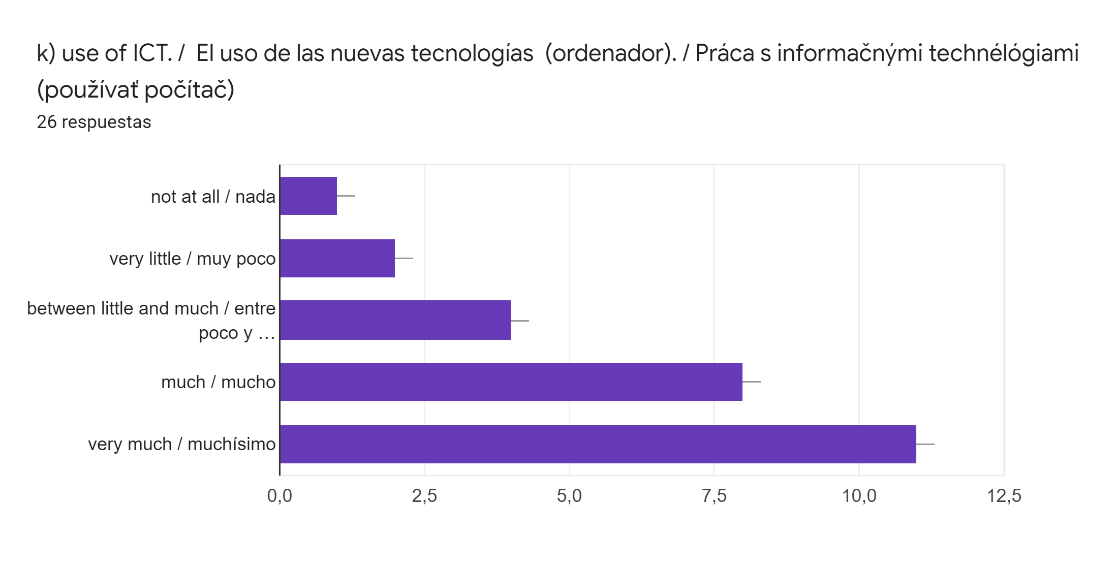 k) use of ICT. /  El uso de las nuevas tecnologías  (ordenador). / Práca s informačnými technélógiami
(používať počítač)
26 respuestas
not at all / nada
very little / muy poco
between little and much / entre
poco y …
much / mucho
very much / muchísimo
0,0 2,5 5,0 7,5 10,0 12,5